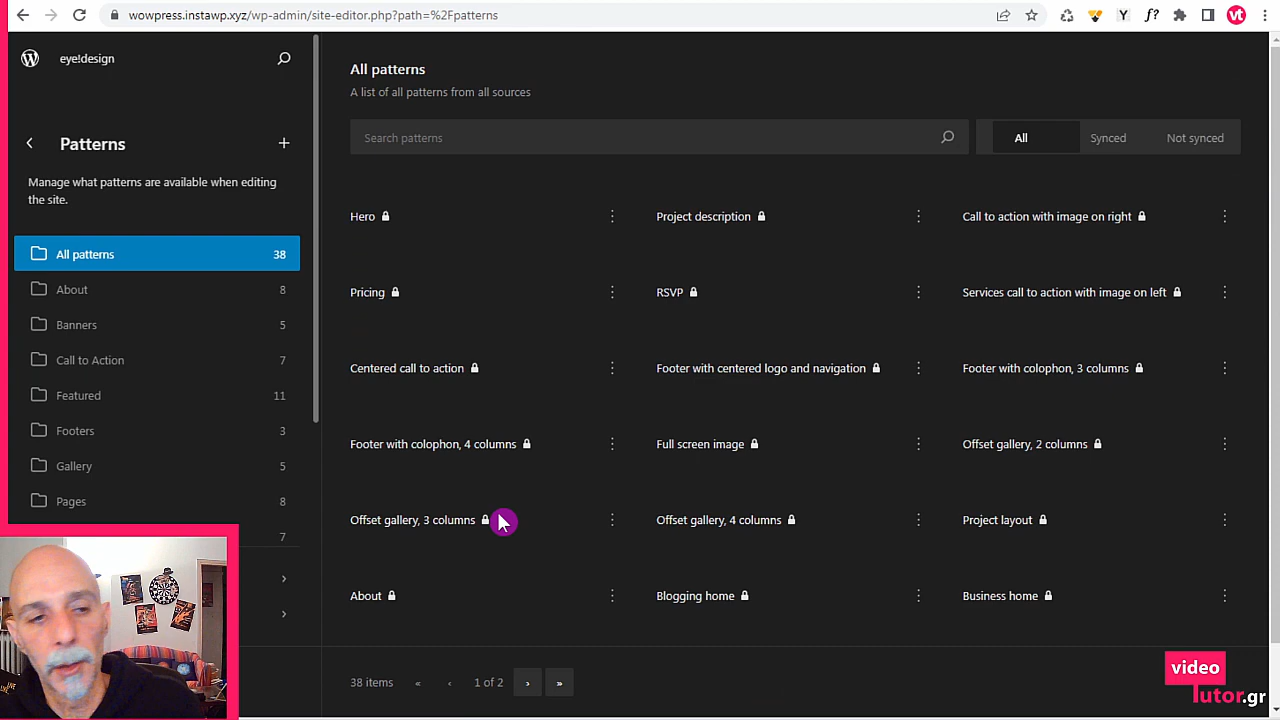 wowpress.instawp.xyz/wp-admin/site-editor.php?path=%2Fpatterns
Y
f?
vt
eye!design
Patterns
Manage what patterns are available when editing
the site.
All patterns 38
About 8
Banners 5
Call to Action 7
Featured 11
Footers 3
Gallery 5
Pages 8
7
All patterns
A list of all patterns from all sources
Search patterns
All Synced Not synced
Hero Project description Call to action with image on right
Pricing RSVP Services call to action with image on left
Centered call to action Footer with centered logo and navigation Footer with colophon, 3 columns
Footer with colophon, 4 columns Full screen image Offset gallery, 2 columns
Offset gallery, 3 columns Offset gallery, 4 columns Project layout
About Blogging home Business home
38 items « ‹ 1 of 2 › »
video
tutor.gr